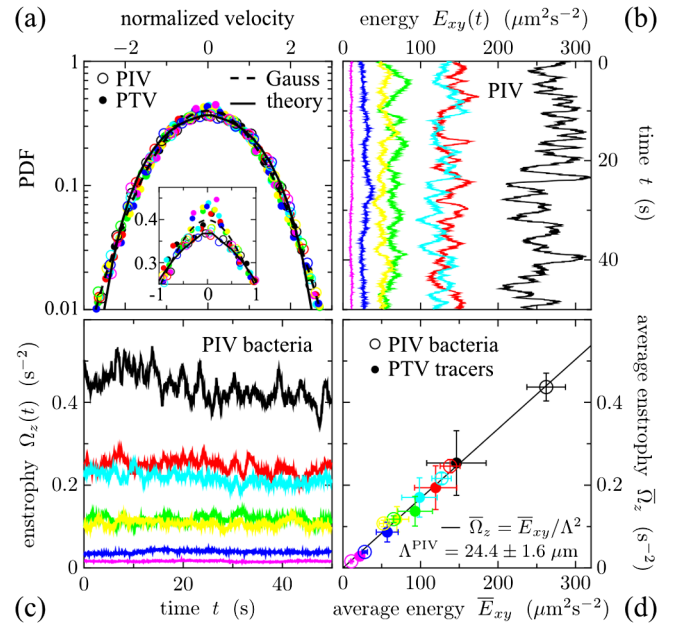 (a) normalized velocity
−2 0 2
energy E_xy(t) (μm²s⁻²) (b)
0 100 200 300
1
PIV
PTV
Gauss
theory
PDF
0.1
0.01
0.4
0.3
-1 0 1
PIV
0
20
40
time t (s)
PIV bacteria
enstrophy Ω_z(t) (s⁻²)
0.4
0.2
0
0 20 40
(c) time t (s)
PIV bacteria
PTV tracers
— Ω̅_z = E̅_xy/Λ²
Λ^PIV = 24.4 ± 1.6 μm
0.4
0.2
0
average enstrophy Ω̅_z (s⁻²)
0 100 200 300
average energy E̅_xy (μm²s⁻²) (d)